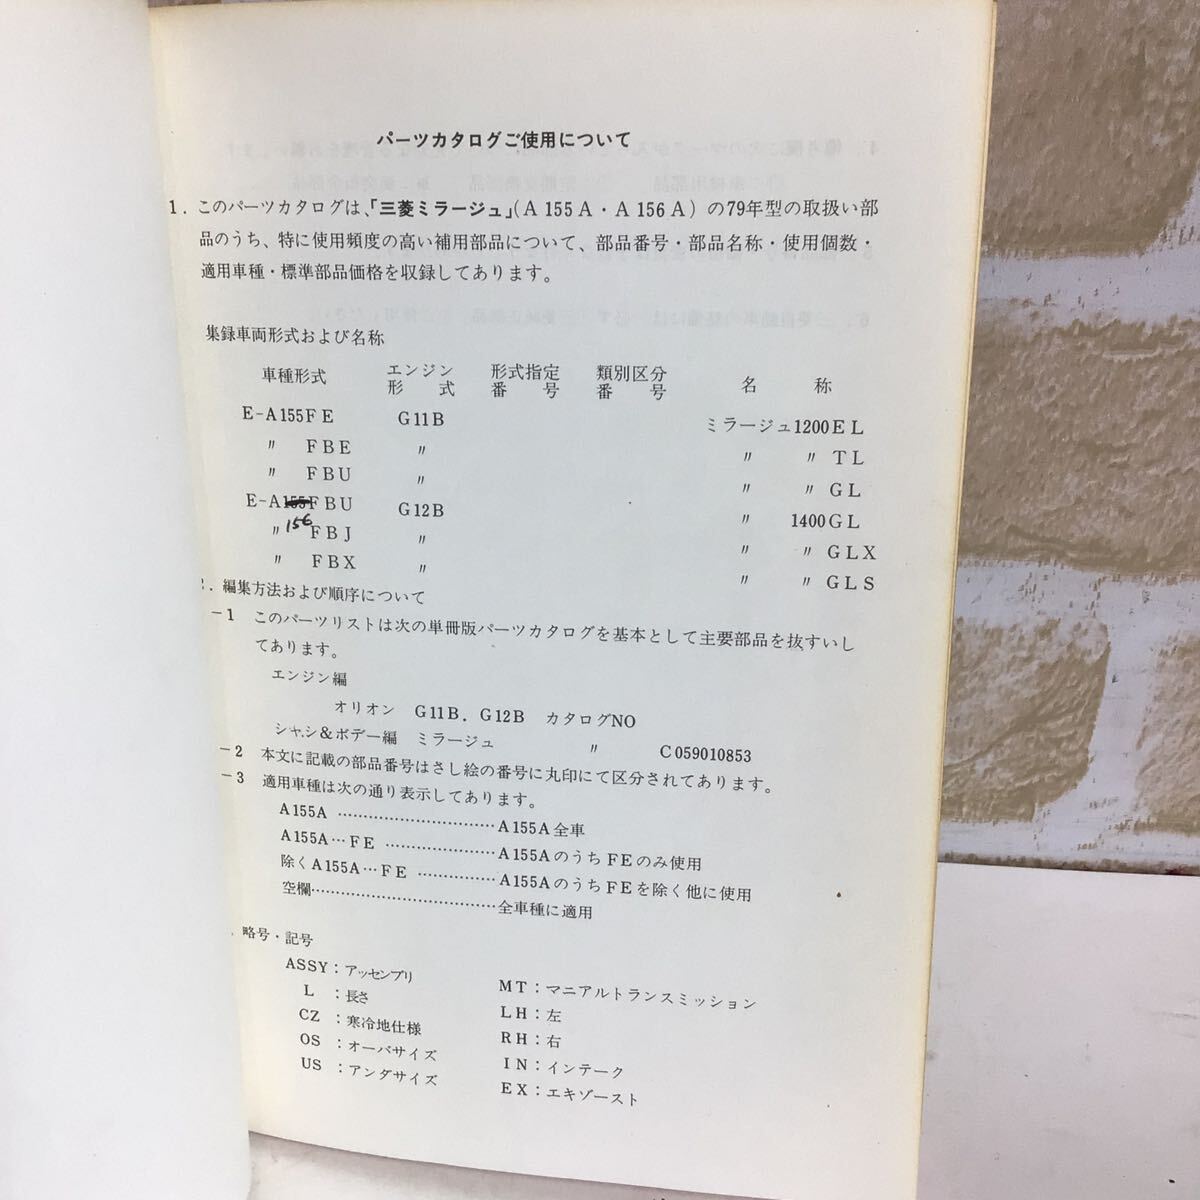 パーツカタログご使用について
1. このパーツカタログは、「三菱ミラージュ」(A155A・A156A)の79年型の取扱い部
品のうち、特に使用頻度の高い補用部品について、部品番号・部品名称・使用個数・
適用車種・標準部品価格を収録してあります。
集録車両形式および名称
車種形式 エンジン形式 形式指定番号 類別区分番号 名称
E-A155FE G11B ミラージュ1200EL
〃 FBE 〃 〃 〃 TL
〃 FBU 〃 〃 〃 GL
E-A155FBU G12B 〃 1400GL
156
〃 FBJ 〃 〃 〃 GLX
〃 FBX 〃 〃 〃 GLS
2. 編集方法および順序について
-1 このパーツリストは次の単冊版パーツカタログを基本として主要部品を抜すいし
てあります。
エンジン編
オリオン G11B. G12B カタログNO
シャシ&ボデー編 ミラージュ 〃 C059010853
-2 本文に記載の部品番号はさし絵の番号に丸印にて区分されてあります。
-3 適用車種は次の通り表示してあります。
A155A ……………………………A155A全車
A155A…FE …………………A155AのうちFEのみ使用
除くA155A…FE ……………A155AのうちFEを除く他に使用
空欄………………………………全車種に適用
. 略号・記号
ASSY:アッセンブリ MT:マニアルトランスミッション
L :長さ LH:左
CZ :寒冷地仕様 RH:右
OS :オーバサイズ IN:インテーク
US :アンダサイズ EX:エキゾースト